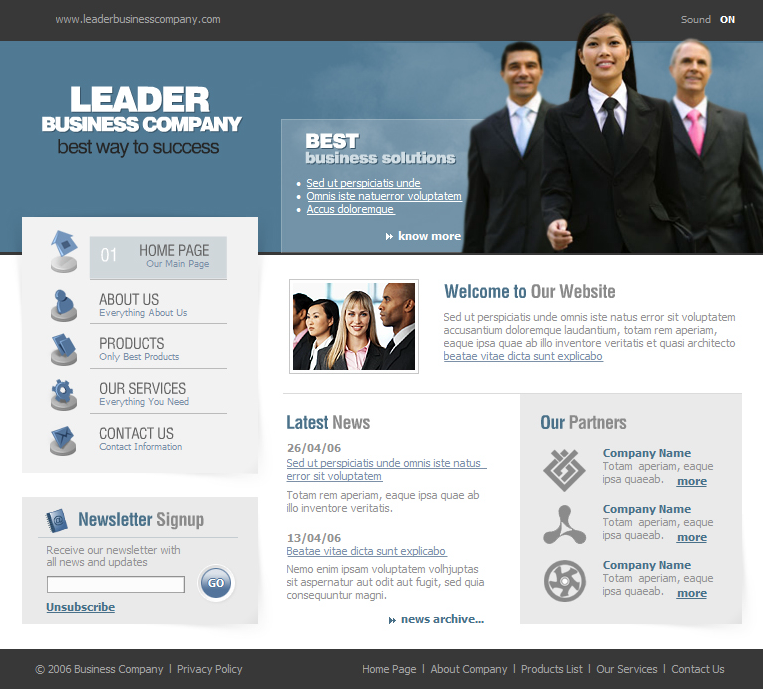 www.leaderbusinesscompany.com
Sound ON
LEADER
BUSINESS COMPANY
best way to success
BEST
business solutions
• Sed ut perspiciatis unde
• Omnis iste natuerror voluptatem
• Accus doloremque
know more
01 HOME PAGE
Our Main Page
ABOUT US
Everything About Us
PRODUCTS
Only Best Products
OUR SERVICES
Everything You Need
CONTACT US
Contact Information
Newsletter Signup
Receive our newsletter with
all news and updates
GO
Unsubscribe
Welcome to Our Website
Sed ut perspiciatis unde omnis iste natus error sit voluptatem
accusantium doloremque laudantium, totam rem aperiam,
eaque ipsa quae ab illo inventore veritatis et quasi architecto
beatae vitae dicta sunt explicabo
Latest News
26/04/06
Sed ut perspiciatis unde omnis iste natus
error sit voluptatem
Totam rem aperiam, eaque ipsa quae ab
illo inventore veritatis.
13/04/06
Beatae vitae dicta sunt explicabo
Nemo enim ipsam voluptatem volhjuptas
sit aspernatur aut odit aut fugit, sed quia
consequuntur magni.
news archive...
Our Partners
Company Name
Totam aperiam, eaque
ipsa quaeab. more
Company Name
Totam aperiam, eaque
ipsa quaeab. more
Company Name
Totam aperiam, eaque
ipsa quaeab. more
© 2006 Business Company | Privacy Policy
Home Page | About Company | Products List | Our Services | Contact Us